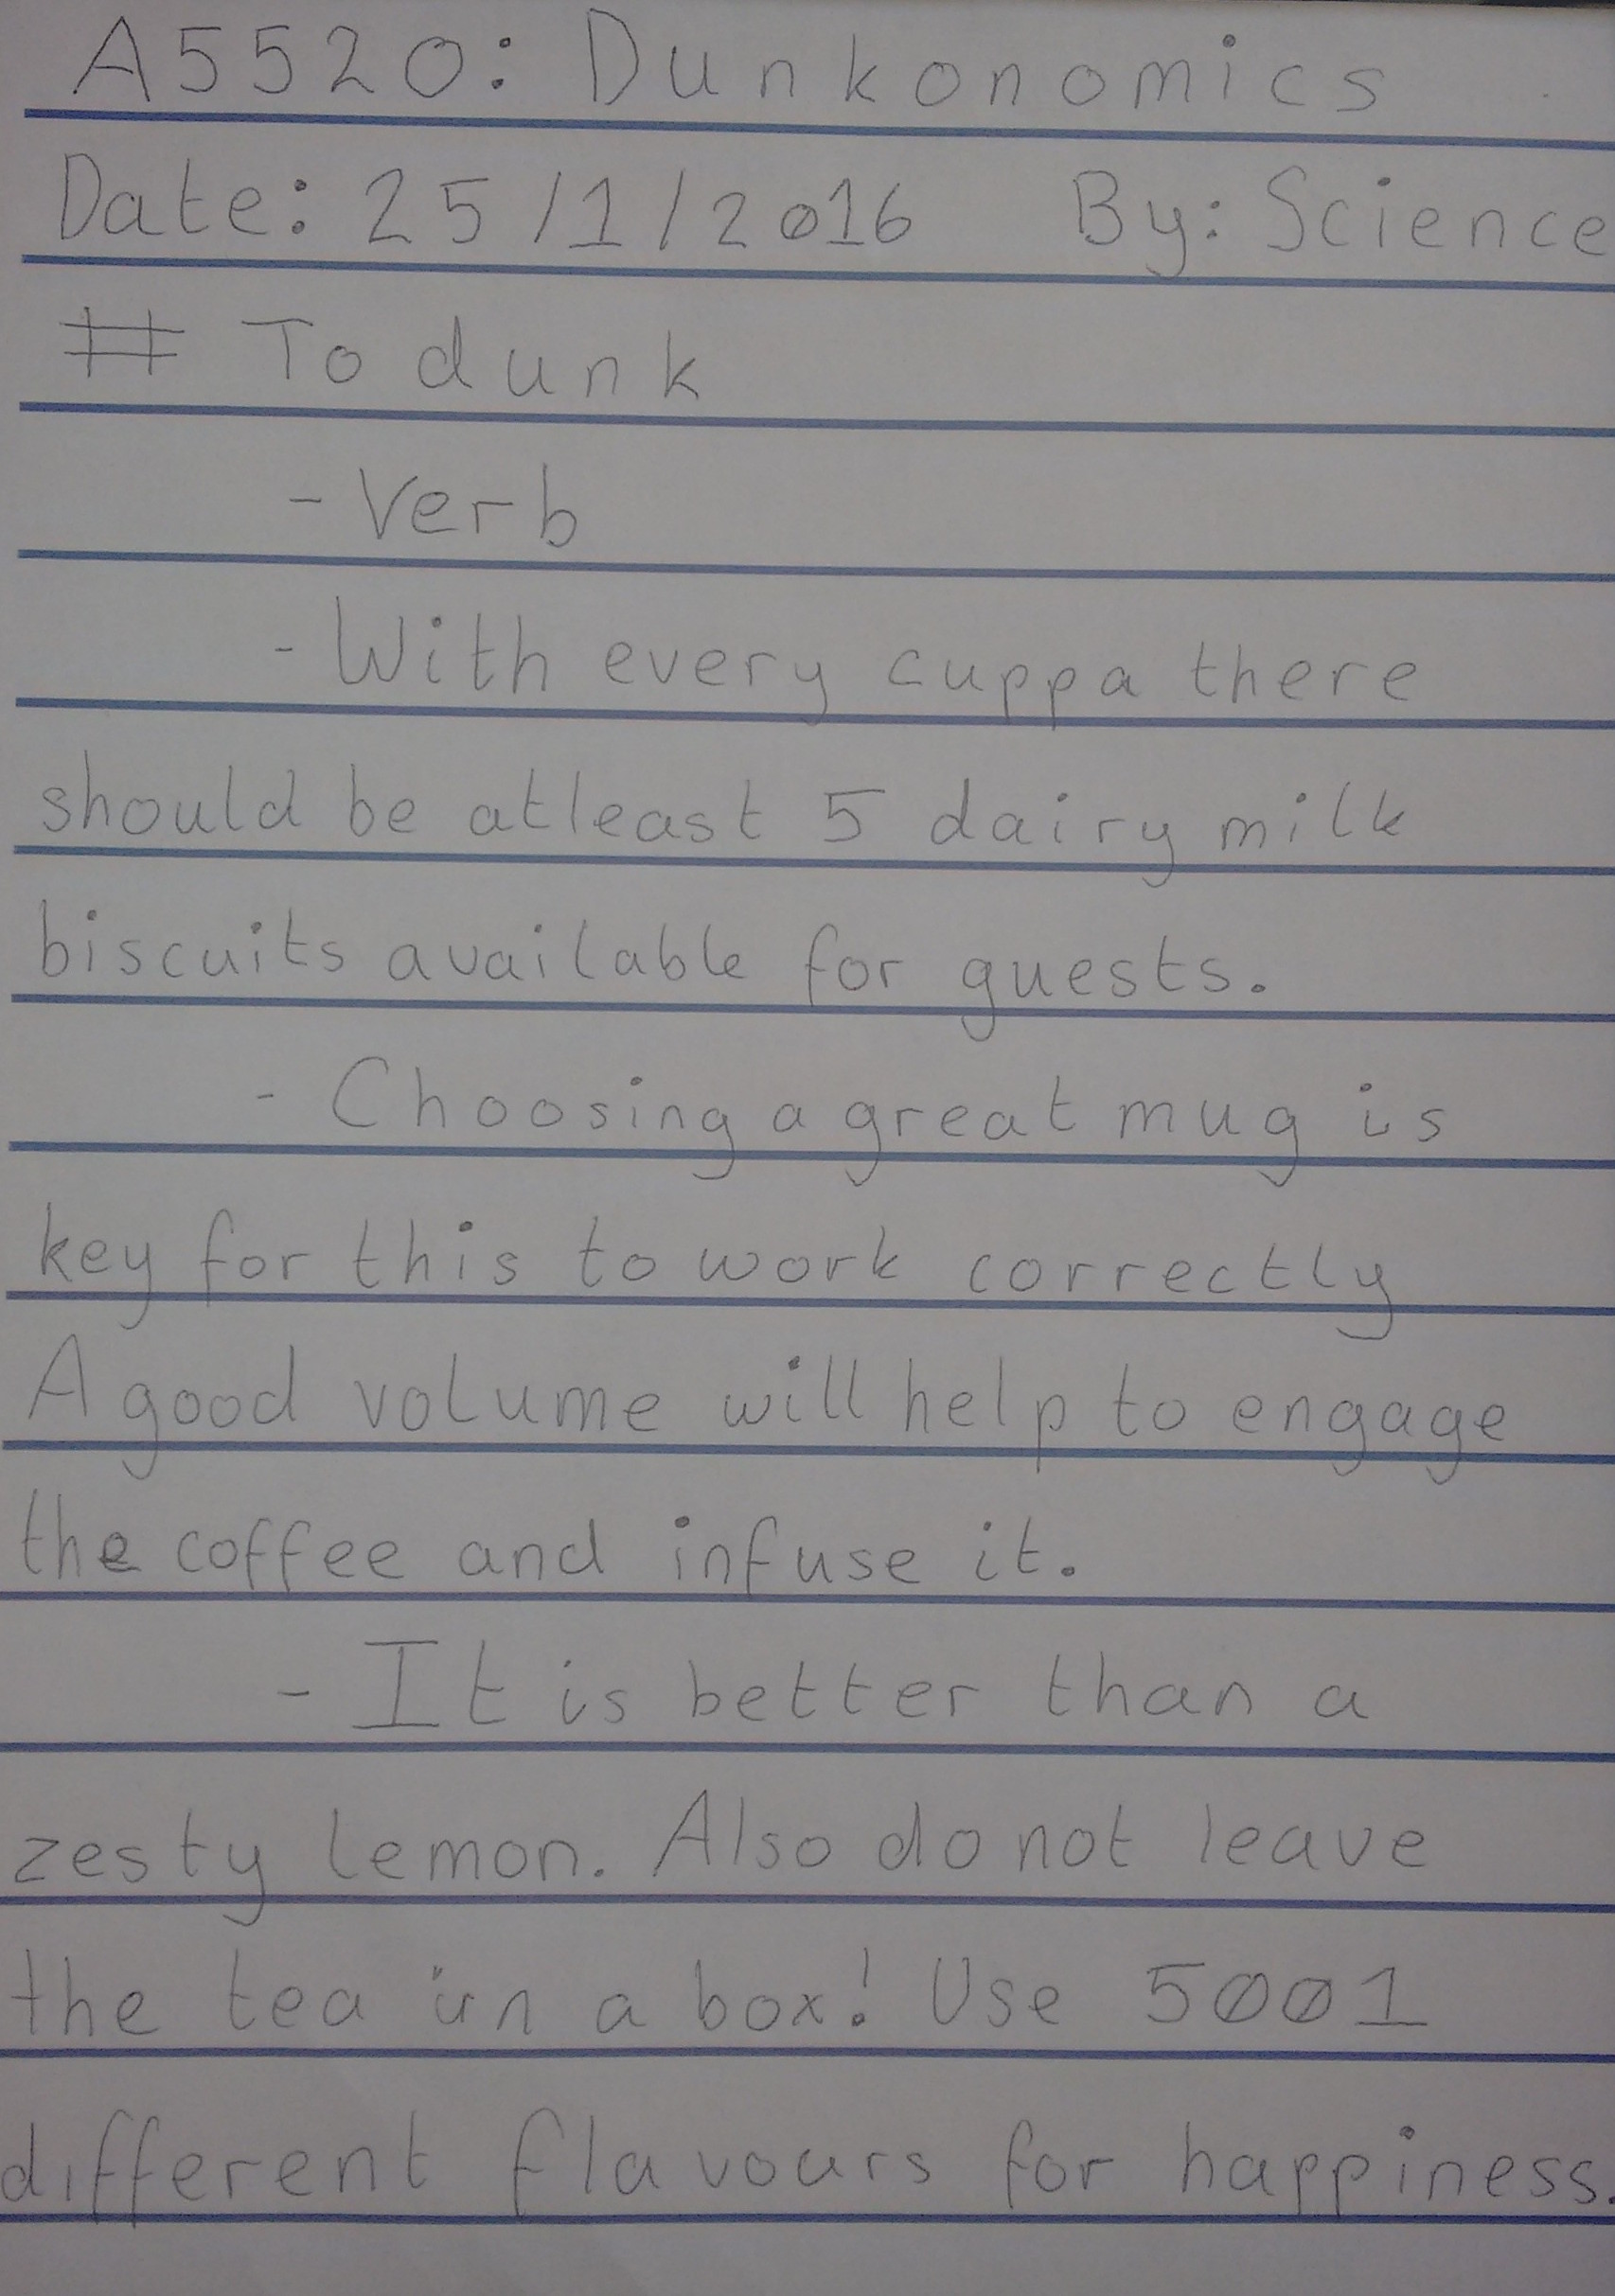 A5520: Dunkonomics
Date: 25/1/2016 By: Science
# To dunk
- Verb
- With every cuppa there
should be atleast 5 dairy milk
biscuits available for guests.
- Choosing a great mug is
key for this to work correctly
A good volume will help to engage
the coffee and infuse it.
- It is better than a
zesty lemon. Also do not leave
the tea in a box! Use 5001
different flavours for happiness.